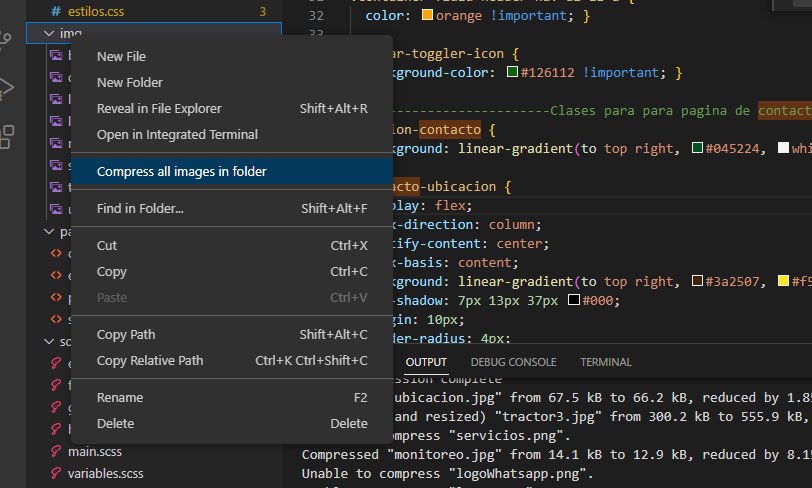 # estilos.css 3
img
New File
New Folder
Reveal in File Explorer Shift+Alt+R
Open in Integrated Terminal
Compress all images in folder
Find in Folder... Shift+Alt+F
Cut Ctrl+X
Copy Ctrl+C
Paste Ctrl+V
Copy Path Shift+Alt+C
Copy Relative Path Ctrl+K Ctrl+Shift+C
Rename F2
Delete Delete
main.scss
variables.scss
32 color: orange !important; }
33
ar-toggler-icon {
kground-color: #126112 !important; }
-----------------------Clases para para pagina de contact
ion-contacto {
ground: linear-gradient(to top right, #045224, whi
acto-ubicacion {
play: flex;
x-direction: column;
tify-content: center;
x-basis: content;
ground: linear-gradient(to top right, #3a2507, #f5
-shadow: 7px 13px 37px #000;
gin: 10px;
der-radius: 4px;
OUTPUT DEBUG CONSOLE TERMINAL
ession complete
ubicacion.jpg" from 67.5 kB to 66.2 kB, reduced by 1.85
and resized) "tractor3.jpg" from 300.2 kB to 555.9 kB,
ompress "servicios.png".
Compressed "monitoreo.jpg" from 14.1 kB to 12.9 kB, reduced by 8.15
Unable to compress "logoWhatsapp.png".